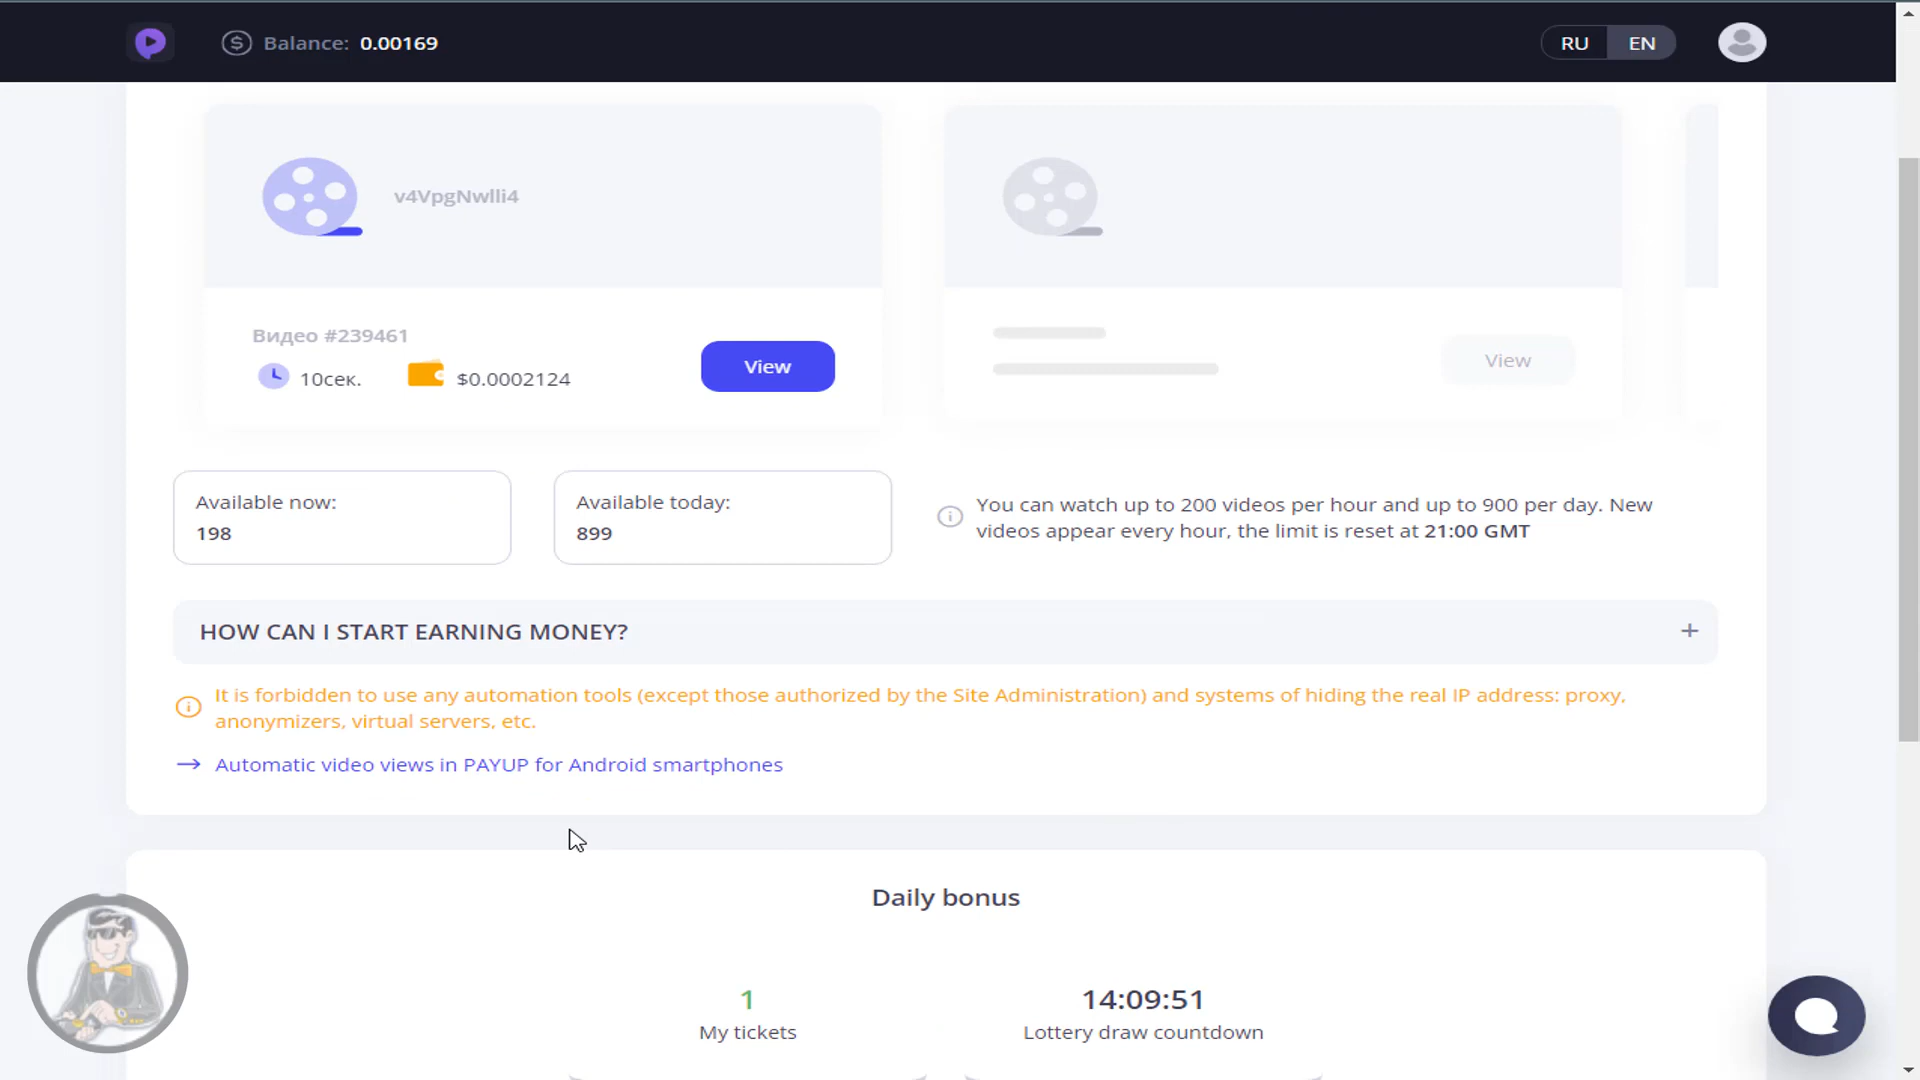 Balance: 0.00169
RU EN
v4VpgNwlli4
Видео #239461
10сек. $0.0002124 View
View
Available now:
198
Available today:
899
You can watch up to 200 videos per hour and up to 900 per day. New
videos appear every hour, the limit is reset at 21:00 GMT
HOW CAN I START EARNING MONEY? +
It is forbidden to use any automation tools (except those authorized by the Site Administration) and systems of hiding the real IP address: proxy,
anonymizers, virtual servers, etc.
→ Automatic video views in PAYUP for Android smartphones
Daily bonus
1
My tickets
14:09:51
Lottery draw countdown